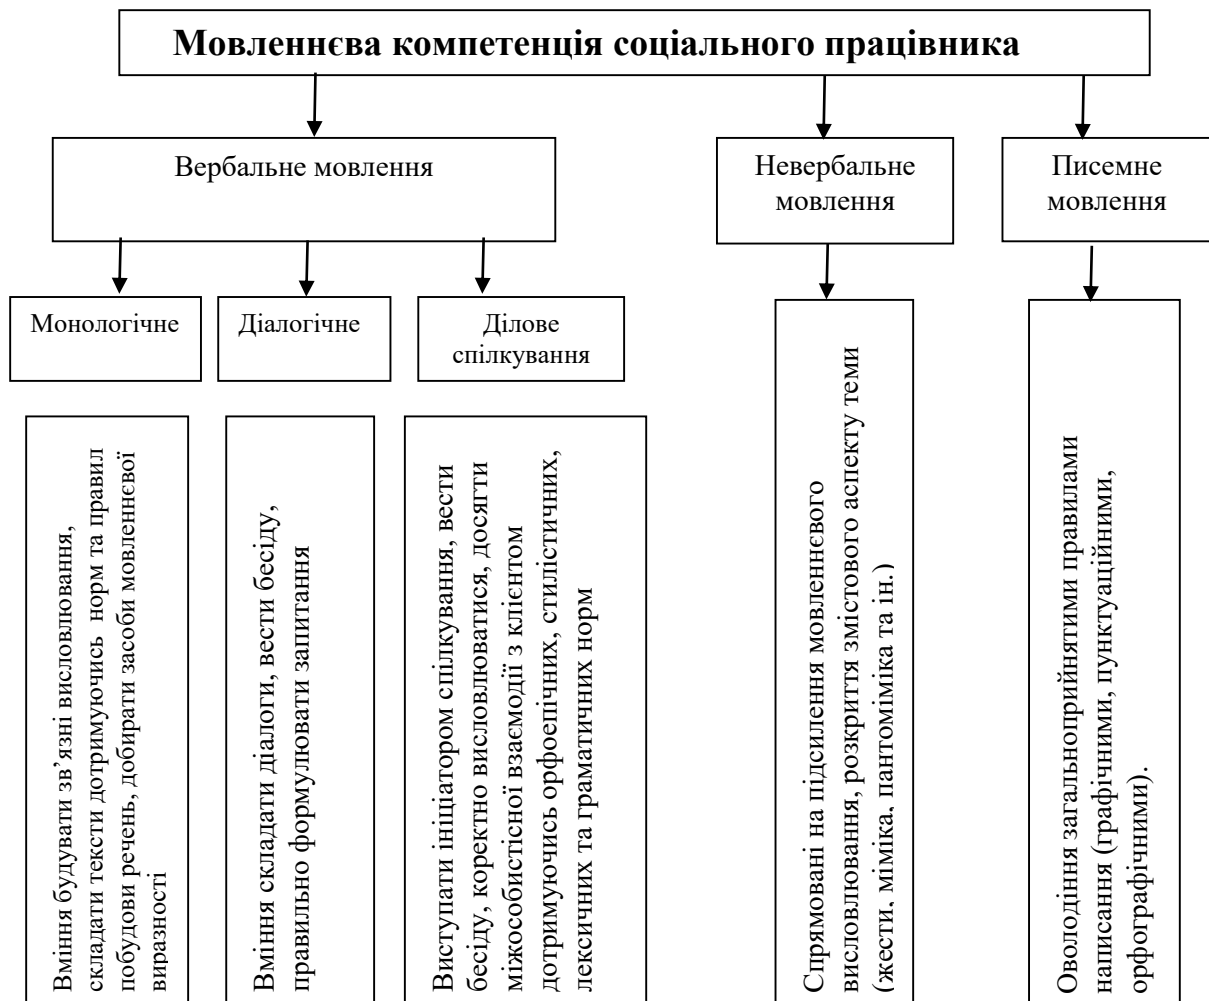 Мовленнєва компетенція соціального працівника
Вербальне мовлення
Невербальне
мовлення
Писемне
мовлення
Монологічне
Діалогічне
Ділове
спілкування
Вміння будувати зв’язні висловлювання,
складати тексти дотримуючись норм та правил
побудови речень, добирати засоби мовленнєвої
виразності
Вміння складати діалоги, вести бесіду,
правильно формулювати запитання
Виступати ініціатором спілкування, вести
бесіду, коректно висловлюватися, досягти
міжособистісної взаємодії з клієнтом
дотримуючись орфоепічних, стилістичних,
лексичних та граматичних норм
Спрямовані на підсилення мовленнєвого
висловлювання, розкриття змістового аспекту теми
(жести, міміка, пантоміміка та ін.)
Оволодіння загальноприйнятими правилами
написання (графічними, пунктуаційними,
орфографічними).